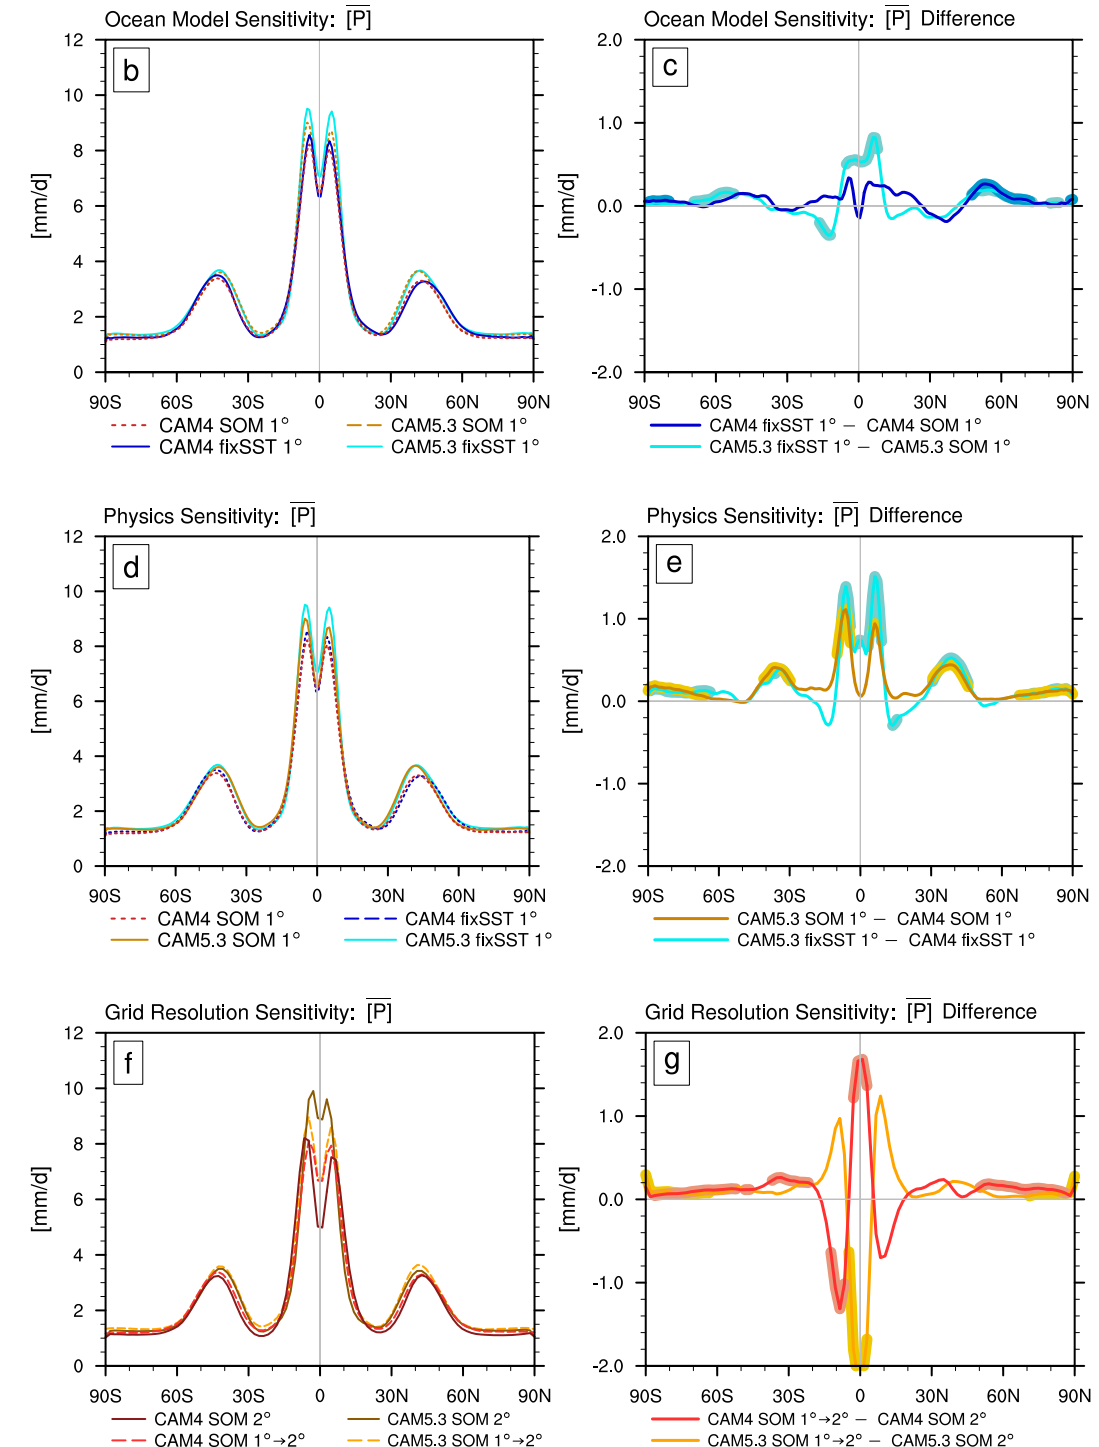 Ocean Model Sensitivity: [P]
Ocean Model Sensitivity: [P] Difference
b
[mm/d]
12
10
8
6
4
2
0
90S 60S 30S 0 30N 60N 90N
CAM4 SOM 1° CAM5.3 SOM 1°
CAM4 fixSST 1° CAM5.3 fixSST 1°
c
[mm/d]
2.0
1.0
0.0
-1.0
-2.0
90S 60S 30S 0 30N 60N 90N
CAM4 fixSST 1° – CAM4 SOM 1°
CAM5.3 fixSST 1° – CAM5.3 SOM 1°
Physics Sensitivity: [P]
Physics Sensitivity: [P] Difference
d
[mm/d]
12
10
8
6
4
2
0
90S 60S 30S 0 30N 60N 90N
CAM4 SOM 1° CAM4 fixSST 1°
CAM5.3 SOM 1° CAM5.3 fixSST 1°
e
[mm/d]
2.0
1.0
0.0
-1.0
-2.0
90S 60S 30S 0 30N 60N 90N
CAM5.3 SOM 1° – CAM4 SOM 1°
CAM5.3 fixSST 1° – CAM4 fixSST 1°
Grid Resolution Sensitivity: [P]
Grid Resolution Sensitivity: [P] Difference
f
[mm/d]
12
10
8
6
4
2
0
90S 60S 30S 0 30N 60N 90N
CAM4 SOM 2° CAM5.3 SOM 2°
CAM4 SOM 1°→2° CAM5.3 SOM 1°→2°
g
[mm/d]
2.0
1.0
0.0
-1.0
-2.0
90S 60S 30S 0 30N 60N 90N
CAM4 SOM 1°→2° – CAM4 SOM 2°
CAM5.3 SOM 1°→2° – CAM5.3 SOM 2°